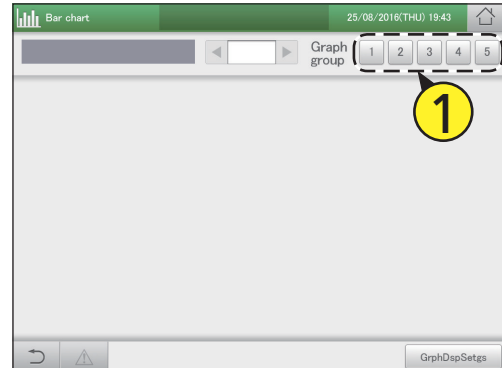 Bar chart
25/08/2016(THU) 19:43
Graph group 1 2 3 4 5
1
GrphDspSetgs